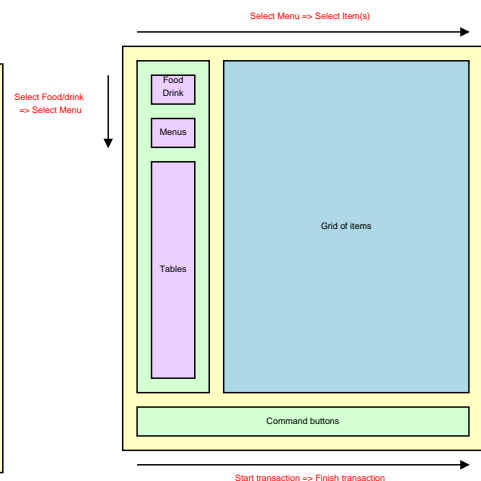 Select Menu => Select Item(s)
Select Food/drink
=> Select Menu
Food
Drink
Menus
Tables
Grid of items
Command buttons
Start transaction => Finish transaction